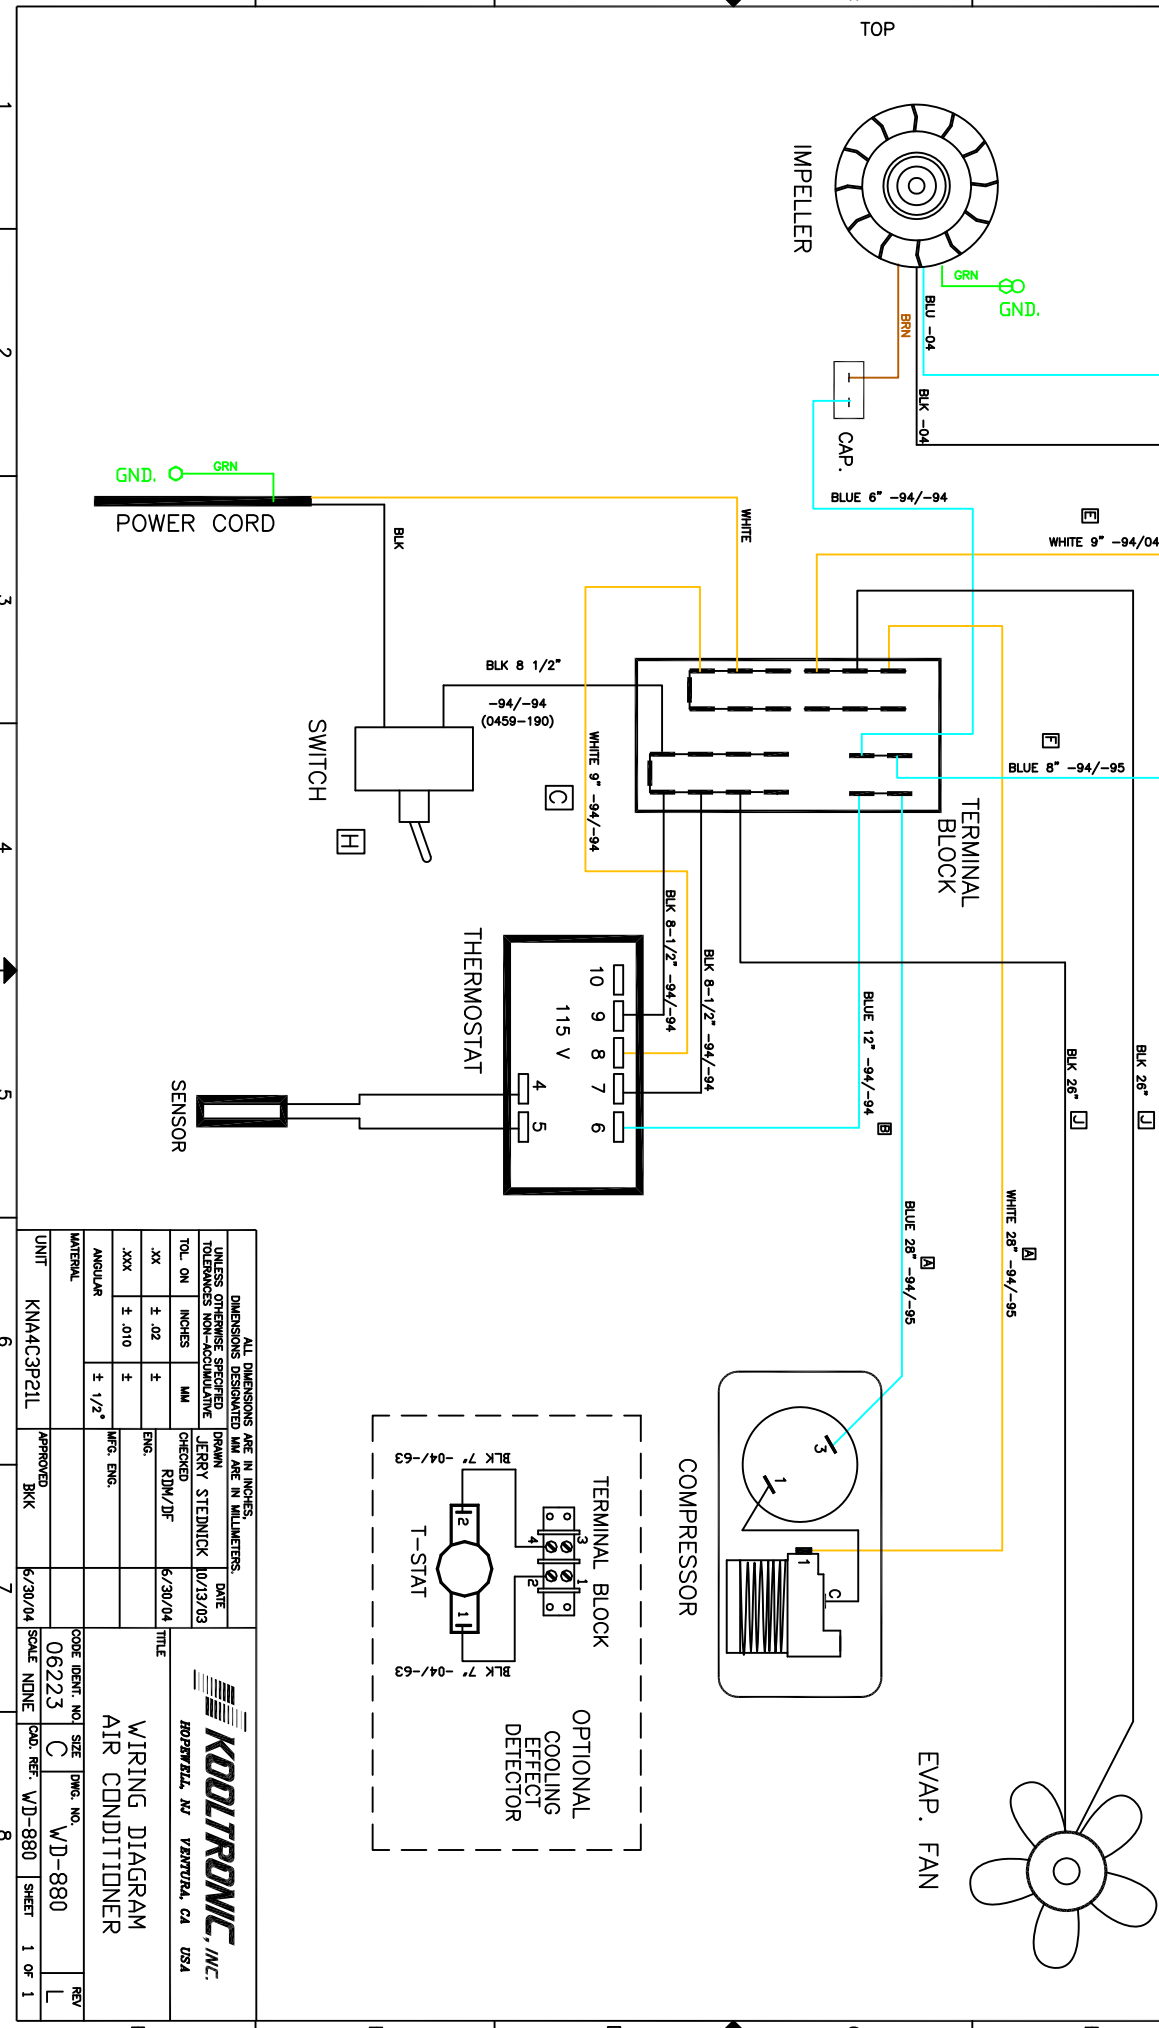 TOP
IMPELLER
GRN
GND.
BLU -04
BRN
BLK -04
CAP.
BLUE 6" -94/-94
E
WHITE 9" -94/04
GND.
GRN
POWER CORD
BLK
WHITE
BLK 8 1/2"
-94/-94
(0459-190)
SWITCH
H
WHITE 9" -94/-94
C
F
BLUE 8" -94/-95
TERMINAL
BLOCK
BLK 8-1/2" -94/-94
BLK 8-1/2" -94/-94
BLUE 12" -94/-94
B
BLK 26"
J
BLK 26"
J
THERMOSTAT
115 V
10
9
8
7
6
4
5
SENSOR
BLUE 28" -94/-95
A
WHITE 28" -94/-95
A
COMPRESSOR
3
1
1
C
EVAP. FAN
TERMINAL BLOCK
3
1
4
2
BLK 7" -04/-63
BLK 7" -04/-63
2
1
T-STAT
OPTIONAL
COOLING
EFFECT
DETECTOR
ALL DIMENSIONS ARE IN INCHES,
DIMENSIONS DESIGNATED MM ARE IN MILLIMETERS.
UNLESS OTHERWISE SPECIFIED
TOLERANCES NON-ACCUMULATIVE
TOL. ON INCHES MM
.XX ± .02 ±
.XXX ± .010 ±
ANGULAR ± 1/2°
MATERIAL
UNIT KNA4C3P21L
DRAWN DATE
JERRY STEDNICK 10/13/03
CHECKED
RDM/DF 6/30/04
ENG.
MFG. ENG.
APPROVED
BKK 6/30/04
KOOLTRONIC, INC.
HOPEWELL, NJ VENTURA, CA USA
TITLE
WIRING DIAGRAM
AIR CONDITIONER
CODE IDENT. NO. SIZE DWG. NO. REV
06223 C WD-880 L
SCALE NONE CAD. REF. WD-880 SHEET 1 OF 1
1
2
3
4
5
6
7
8